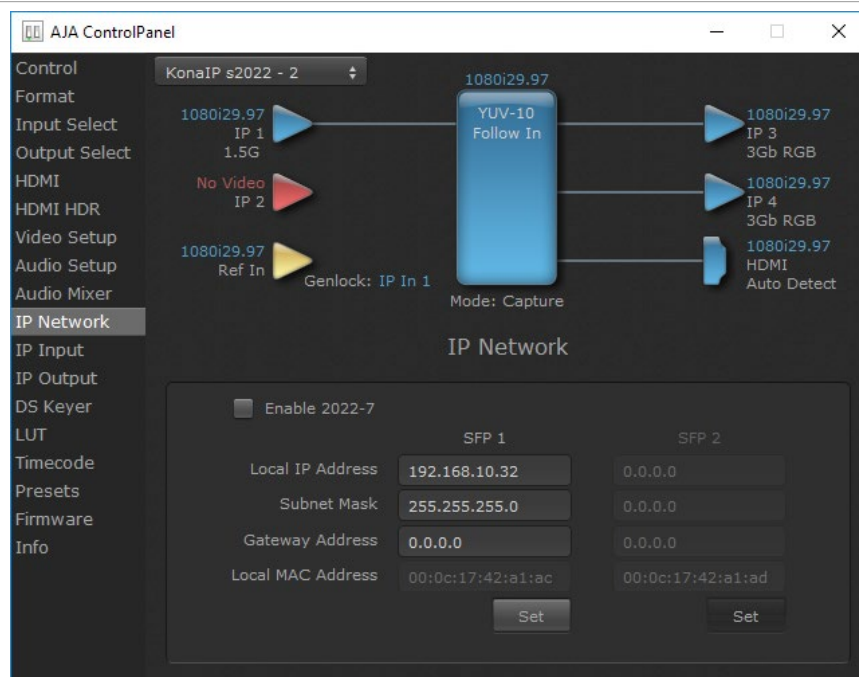 AJA ControlPanel
Control
Format
Input Select
Output Select
HDMI
HDMI HDR
Video Setup
Audio Setup
Audio Mixer
IP Network
IP Input
IP Output
DS Keyer
LUT
Timecode
Presets
Firmware
Info
KonaIP s2022 - 2
1080i29.97
YUV-10
Follow In
Mode: Capture
1080i29.97
IP 1
1.5G
No Video
IP 2
1080i29.97
Ref In
Genlock: IP In 1
1080i29.97
IP 3
3Gb RGB
1080i29.97
IP 4
3Gb RGB
1080i29.97
HDMI
Auto Detect
IP Network
Enable 2022-7
SFP 1 SFP 2
Local IP Address 192.168.10.32 0.0.0.0
Subnet Mask 255.255.255.0 0.0.0.0
Gateway Address 0.0.0.0 0.0.0.0
Local MAC Address 00:0c:17:42:a1:ac 00:0c:17:42:a1:ad
Set Set